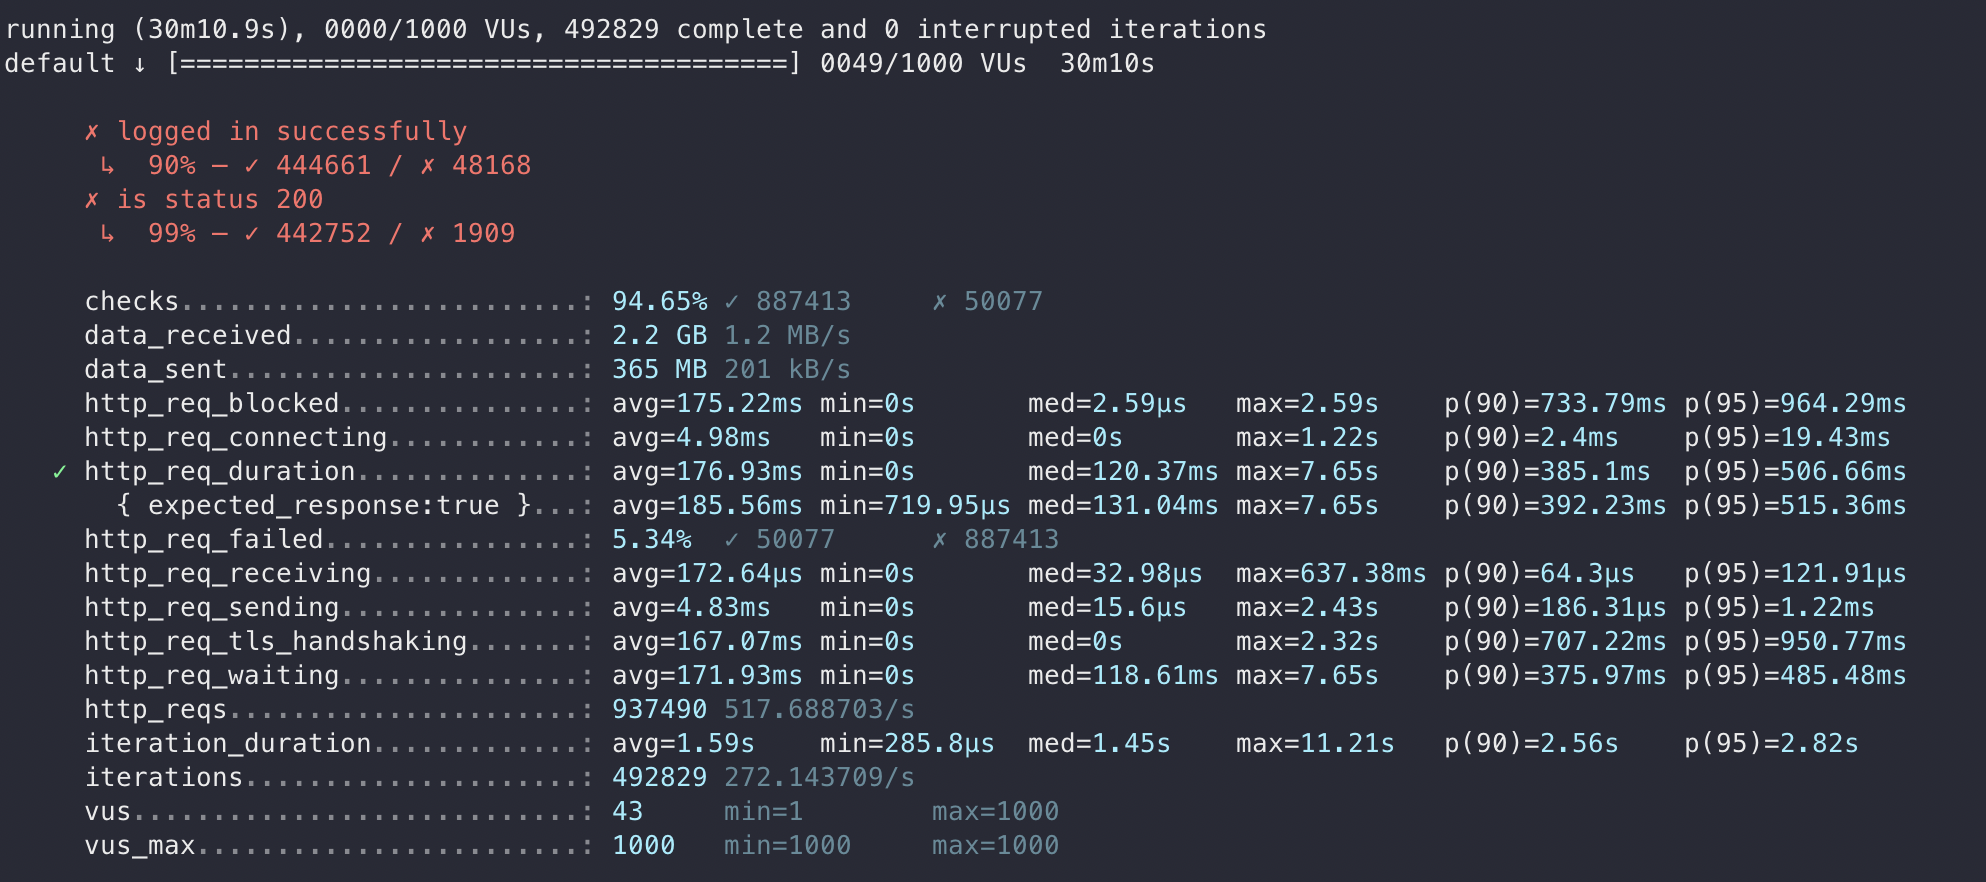 running (30m10.9s), 0000/1000 VUs, 492829 complete and 0 interrupted iterations
default ↓ [======================================] 0049/1000 VUs  30m10s
✗ logged in successfully
↳  90% — ✓ 444661 / ✗ 48168
✗ is status 200
↳  99% — ✓ 442752 / ✗ 1909
checks.........................: 94.65% ✓ 887413     ✗ 50077
data_received..................: 2.2 GB 1.2 MB/s
data_sent......................: 365 MB 201 kB/s
http_req_blocked...............: avg=175.22ms min=0s       med=2.59µs   max=2.59s    p(90)=733.79ms p(95)=964.29ms
http_req_connecting............: avg=4.98ms   min=0s       med=0s       max=1.22s    p(90)=2.4ms    p(95)=19.43ms
✓ http_req_duration..............: avg=176.93ms min=0s       med=120.37ms max=7.65s    p(90)=385.1ms  p(95)=506.66ms
{ expected_response:true }...: avg=185.56ms min=719.95µs med=131.04ms max=7.65s    p(90)=392.23ms p(95)=515.36ms
http_req_failed................: 5.34%  ✓ 50077      ✗ 887413
http_req_receiving.............: avg=172.64µs min=0s       med=32.98µs  max=637.38ms p(90)=64.3µs   p(95)=121.91µs
http_req_sending...............: avg=4.83ms   min=0s       med=15.6µs   max=2.43s    p(90)=186.31µs p(95)=1.22ms
http_req_tls_handshaking.......: avg=167.07ms min=0s       med=0s       max=2.32s    p(90)=707.22ms p(95)=950.77ms
http_req_waiting...............: avg=171.93ms min=0s       med=118.61ms max=7.65s    p(90)=375.97ms p(95)=485.48ms
http_reqs......................: 937490 517.688703/s
iteration_duration.............: avg=1.59s    min=285.8µs  med=1.45s    max=11.21s   p(90)=2.56s    p(95)=2.82s
iterations.....................: 492829 272.143709/s
vus............................: 43     min=1        max=1000
vus_max........................: 1000   min=1000     max=1000